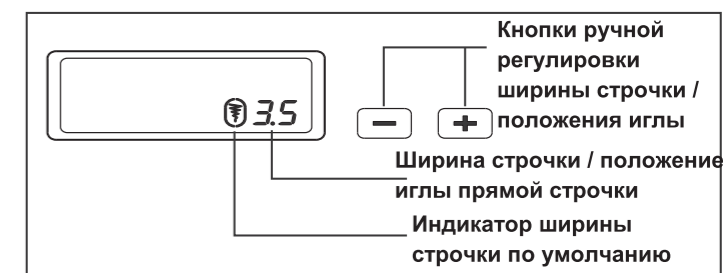 Кнопки ручной
регулировки
ширины строчки /
положения иглы
3.5
− +
Ширина строчки / положение
иглы прямой строчки
Индикатор ширины
строчки по умолчанию